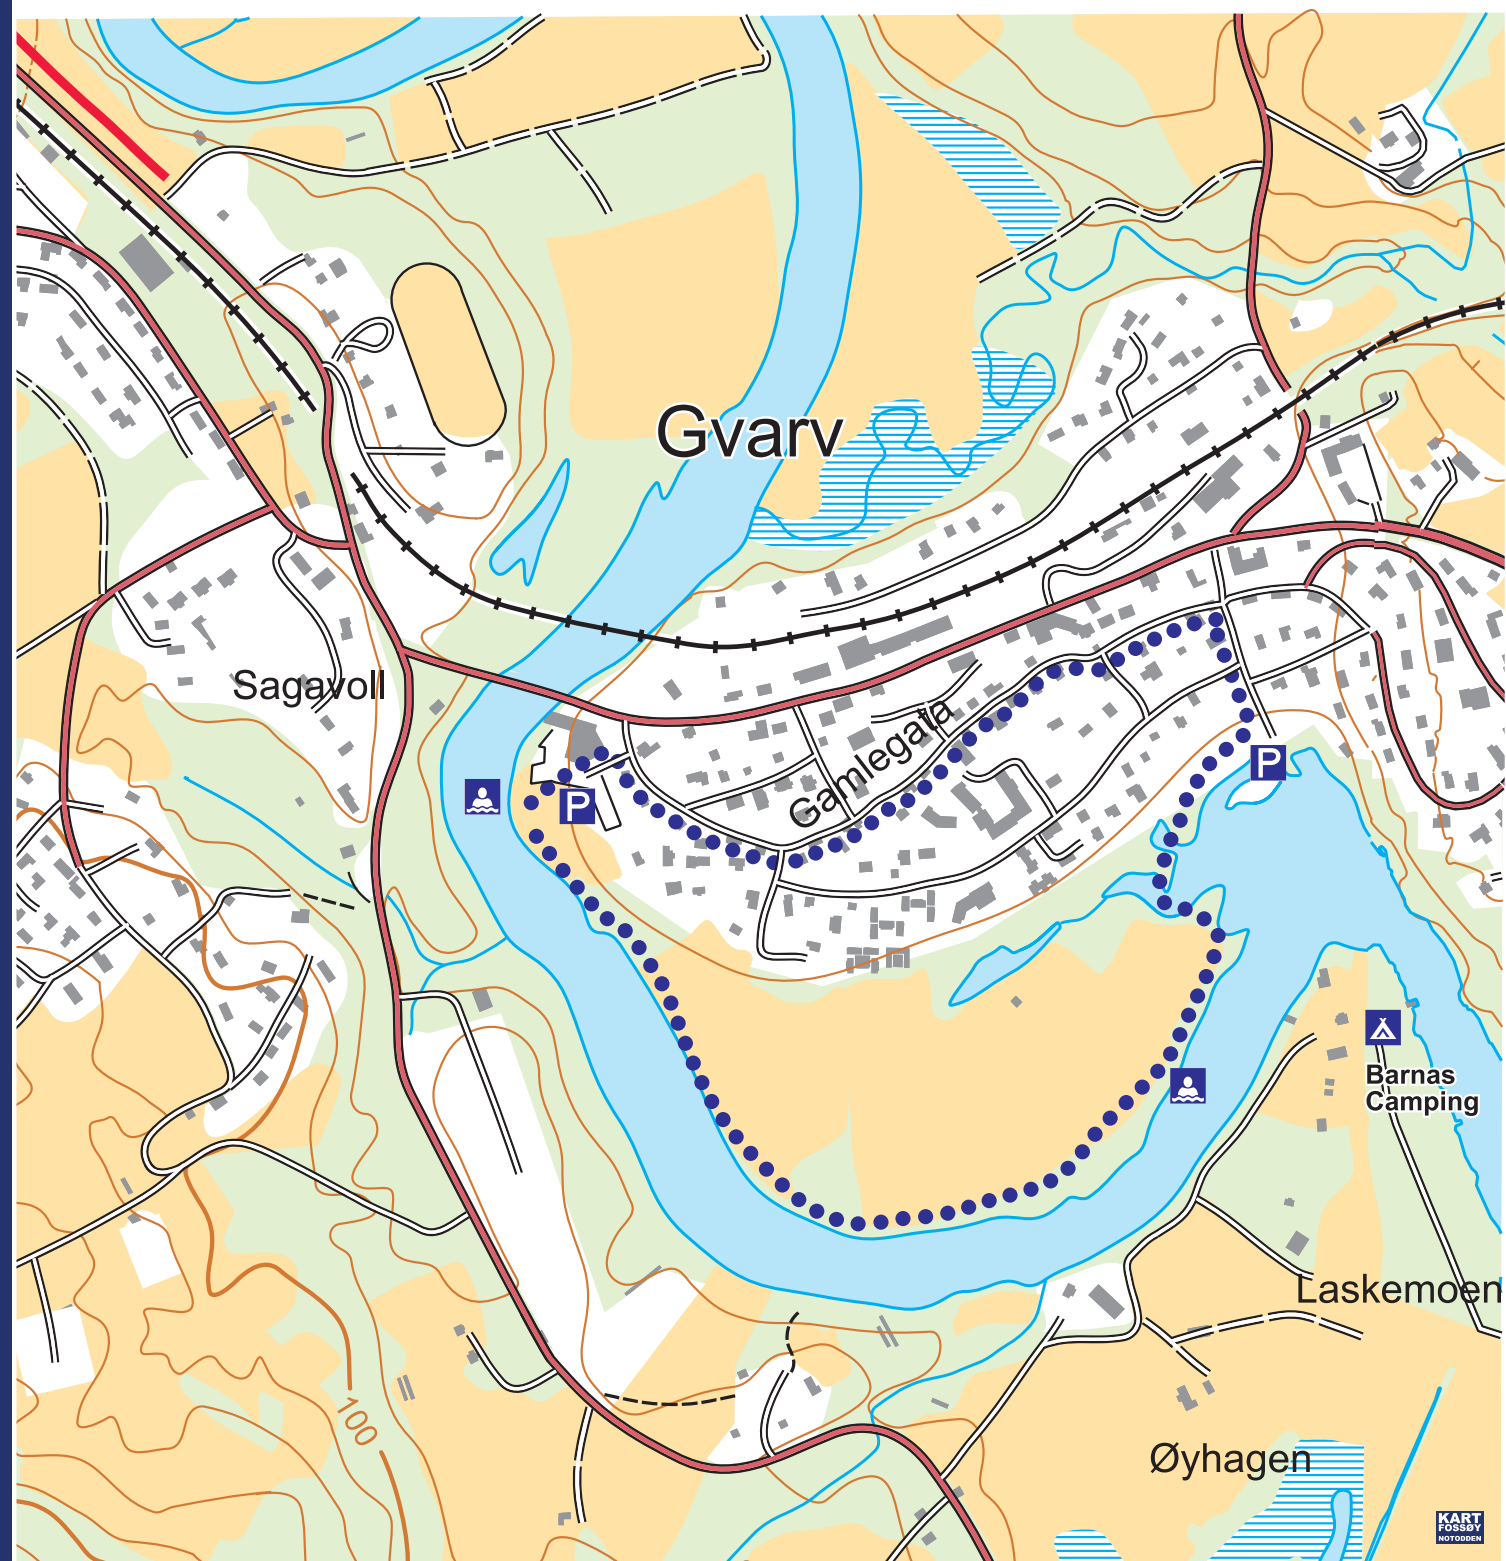 Gvarv
Sagavoll
Gamlegata
P
P
Barnas
Camping
Laskemoen
100
Øyhagen
KART
FOSSØY
NOTODDEN